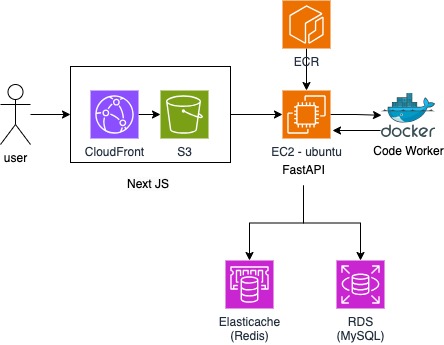 ECR
user
CloudFront
S3
Next JS
EC2 - ubuntu
FastAPI
docker
Code Worker
Elasticache
(Redis)
RDS
(MySQL)